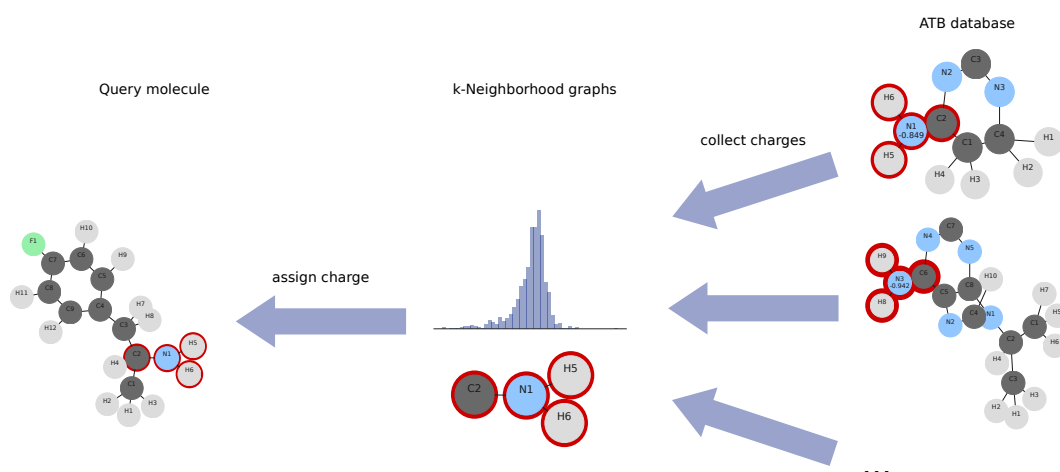 ATB database
Query molecule
k-Neighborhood graphs
collect charges
assign charge
C3
N2
N3
H6
N1
-0.849
C2
H5
C1
C4
H1
H2
H4
H3
C7
N4
N5
H9
N3
-0.942
C6
H10
H8
C5
C8
H7
N2
C4
N1
C1
H5
C2
H6
H4
C3
H3
H2
H1
F1
H10
C6
C7
H9
C5
C8
H11
C4
H7
C9
H8
H12
C3
C2
N1
H5
H4
H6
C1
H2
H3
H1
H5
C2
N1
H6
...